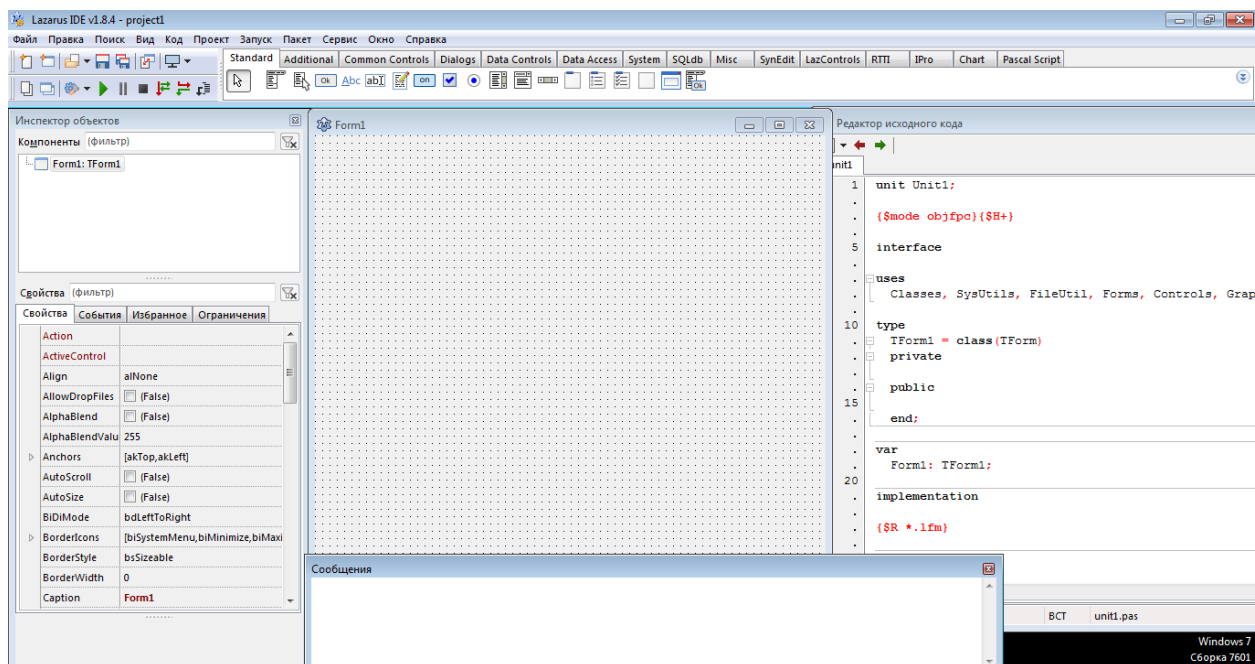 Lazarus IDE v1.8.4 - project1
Файл Правка Поиск Вид Код Проект Запуск Пакет Сервис Окно Справка
Standard Additional Common Controls Dialogs Data Controls Data Access System SQLdb Misc SynEdit LazControls RTTI IPro Chart Pascal Script
Ok Abc abI on
Инспектор объектов
Компоненты (фильтр)
Form1: TForm1
Свойства (фильтр)
Свойства События Избранное Ограничения
Action
ActiveControl
Align alNone
AllowDropFiles (False)
AlphaBlend (False)
AlphaBlendValu 255
Anchors [akTop,akLeft]
AutoScroll (False)
AutoSize (False)
BiDiMode bdLeftToRight
BorderIcons [biSystemMenu,biMinimize,biMaxi
BorderStyle bsSizeable
BorderWidth 0
Caption Form1
Form1
Редактор исходного кода
unit1
1 unit Unit1;
{$mode objfpc}{$H+}
5 interface
uses
Classes, SysUtils, FileUtil, Forms, Controls, Grap
10 type
TForm1 = class(TForm)
private
public
15
end;
var
Form1: TForm1;
20
implementation
{$R *.lfm}
Сообщения
ВСТ unit1.pas
Windows 7
Сборка 7601